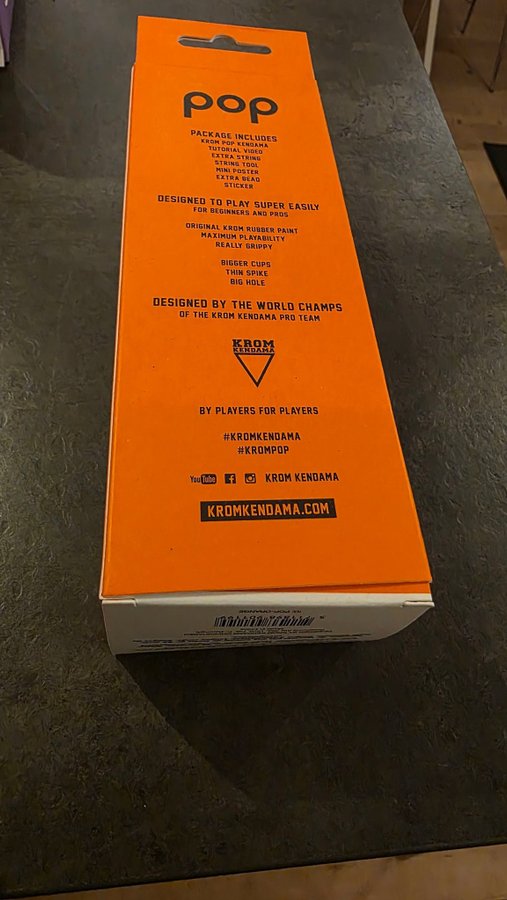 pop
PACKAGE INCLUDES
KROM POP KENDAMA
TUTORIAL VIDEO
EXTRA STRING
STRING TOOL
MINI POSTER
EXTRA BEAD
STICKER
DESIGNED TO PLAY SUPER EASILY
FOR BEGINNERS AND PROS
ORIGINAL KROM RUBBER PAINT
MAXIMUM PLAYABILITY
REALLY GRIPPY
BIGGER CUPS
THIN SPIKE
BIG HOLE
DESIGNED BY THE WORLD CHAMPS
OF THE KROM KENDAMA PRO TEAM
KROM
KENDAMA
BY PLAYERS FOR PLAYERS
#KROMKENDAMA
#KROMPOP
YouTube KROM KENDAMA
KROMKENDAMA.COM
POP-ORANGE